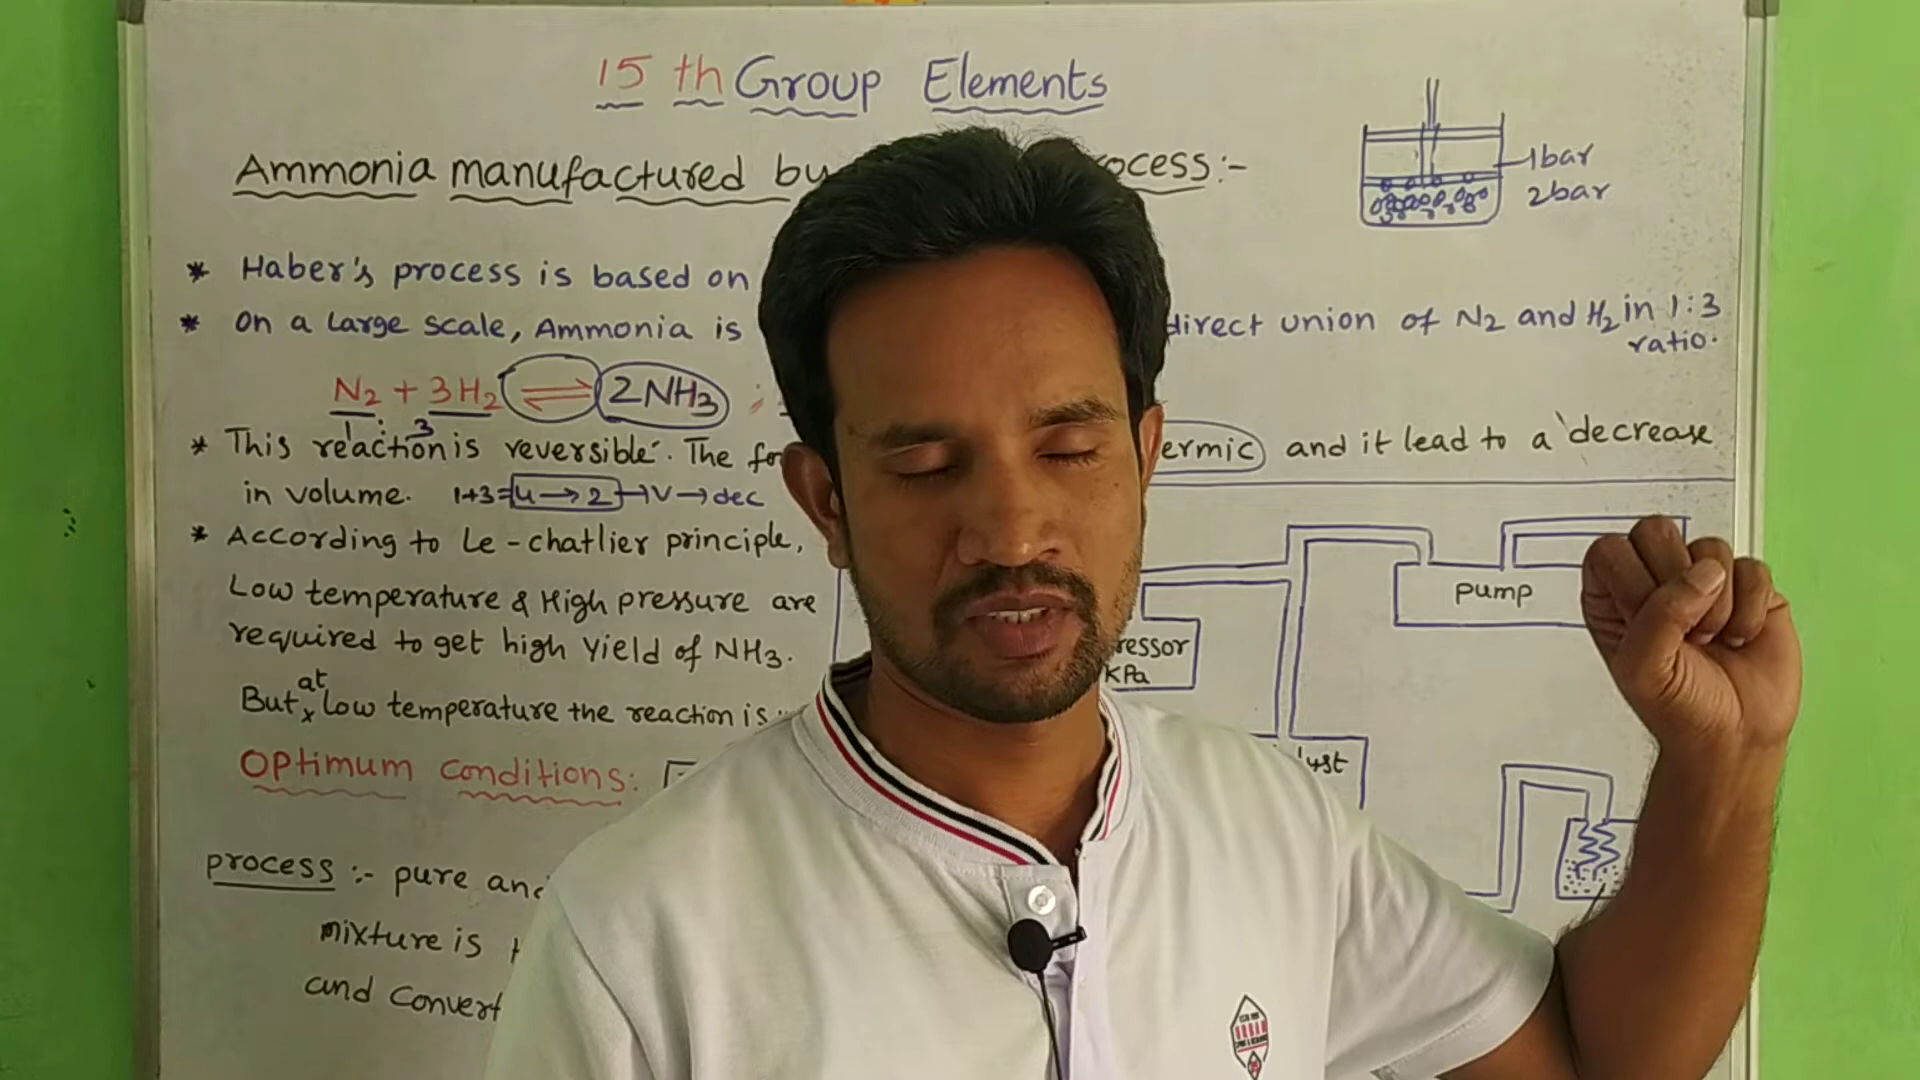 15 th Group Elements
Ammonia manufactured by ocess:-
1bar
2bar
* Haber's process is based on
* On a large scale, Ammonia is direct union of N2 and H2 in 1:3
ratio.
N2 + 3H2 ⇌ 2NH3 ;
1 : 3
* This reaction is reversible. The fo ermic and it lead to a decrease
in volume. 1+3=4→2→V→dec
* According to Le-chatlier principle,
Low temperature & High pressure are
required to get high yield of NH3.
But at low temperature the reaction is
Optimum conditions:
process :- pure and
mixture is
and convert
pump
ressor
KPa
lyst